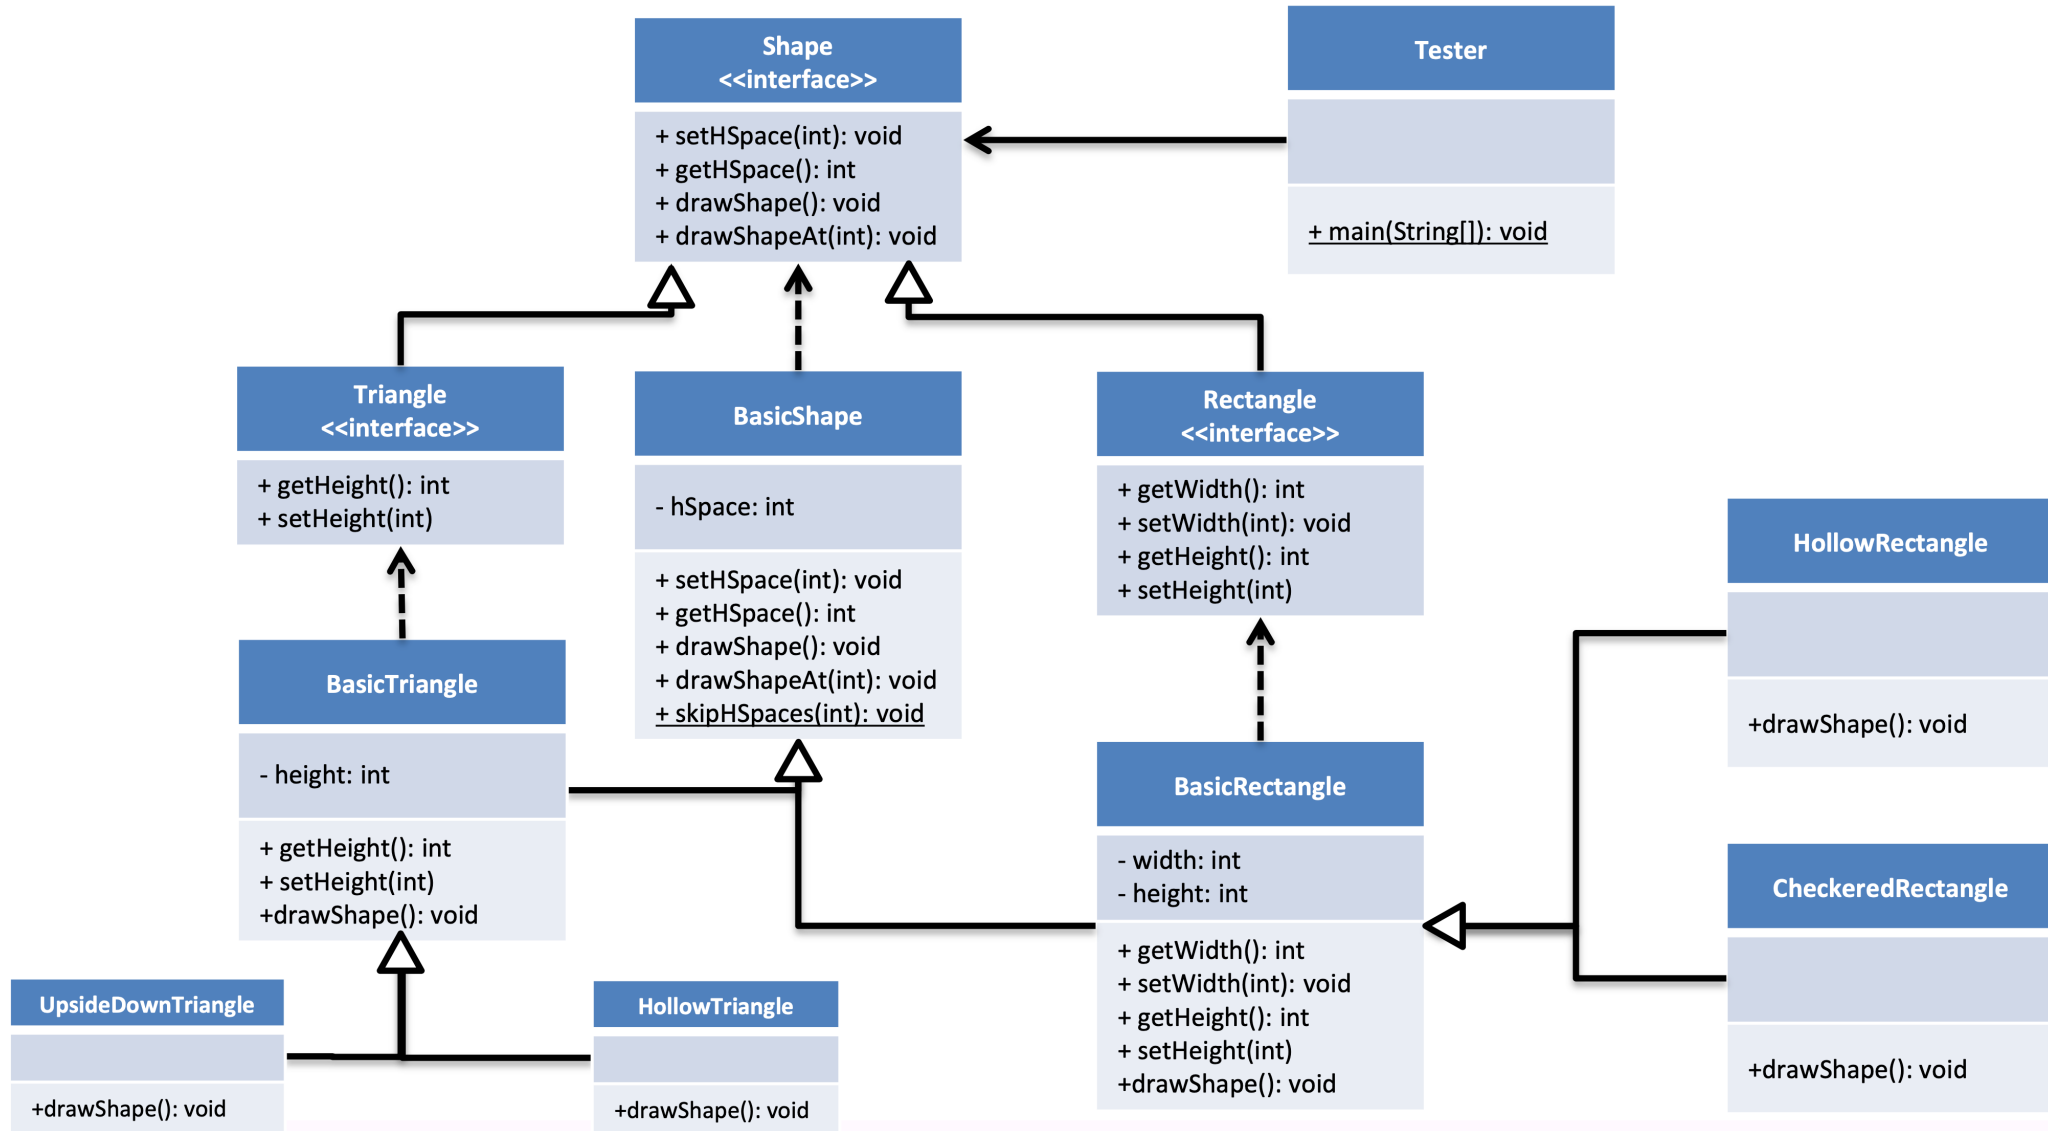 Shape
<<interface>>
+ setHSpace(int): void
+ getHSpace(): int
+ drawShape(): void
+ drawShapeAt(int): void
Tester
+ main(String[]): void
Triangle
<<interface>>
+ getHeight(): int
+ setHeight(int)
BasicShape
- hSpace: int
+ setHSpace(int): void
+ getHSpace(): int
+ drawShape(): void
+ drawShapeAt(int): void
+ skipHSpaces(int): void
Rectangle
<<interface>>
+ getWidth(): int
+ setWidth(int): void
+ getHeight(): int
+ setHeight(int)
HollowRectangle
+drawShape(): void
BasicTriangle
- height: int
+ getHeight(): int
+ setHeight(int)
+drawShape(): void
BasicRectangle
- width: int
- height: int
+ getWidth(): int
+ setWidth(int): void
+ getHeight(): int
+ setHeight(int)
+drawShape(): void
CheckeredRectangle
+drawShape(): void
UpsideDownTriangle
+drawShape(): void
HollowTriangle
+drawShape(): void